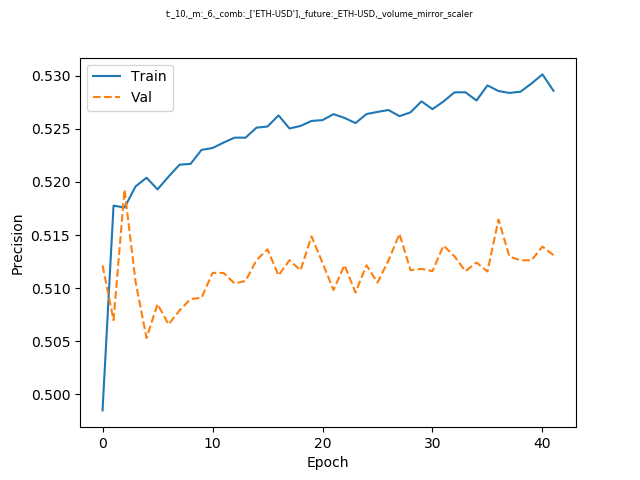 t:_10,_m:_6,_comb:_['ETH-USD'],_future:_ETH-USD,_volume_mirror_scaler
Train
Val
0.530
0.525
0.520
0.515
0.510
0.505
0.500
Precision
0 10 20 30 40
Epoch